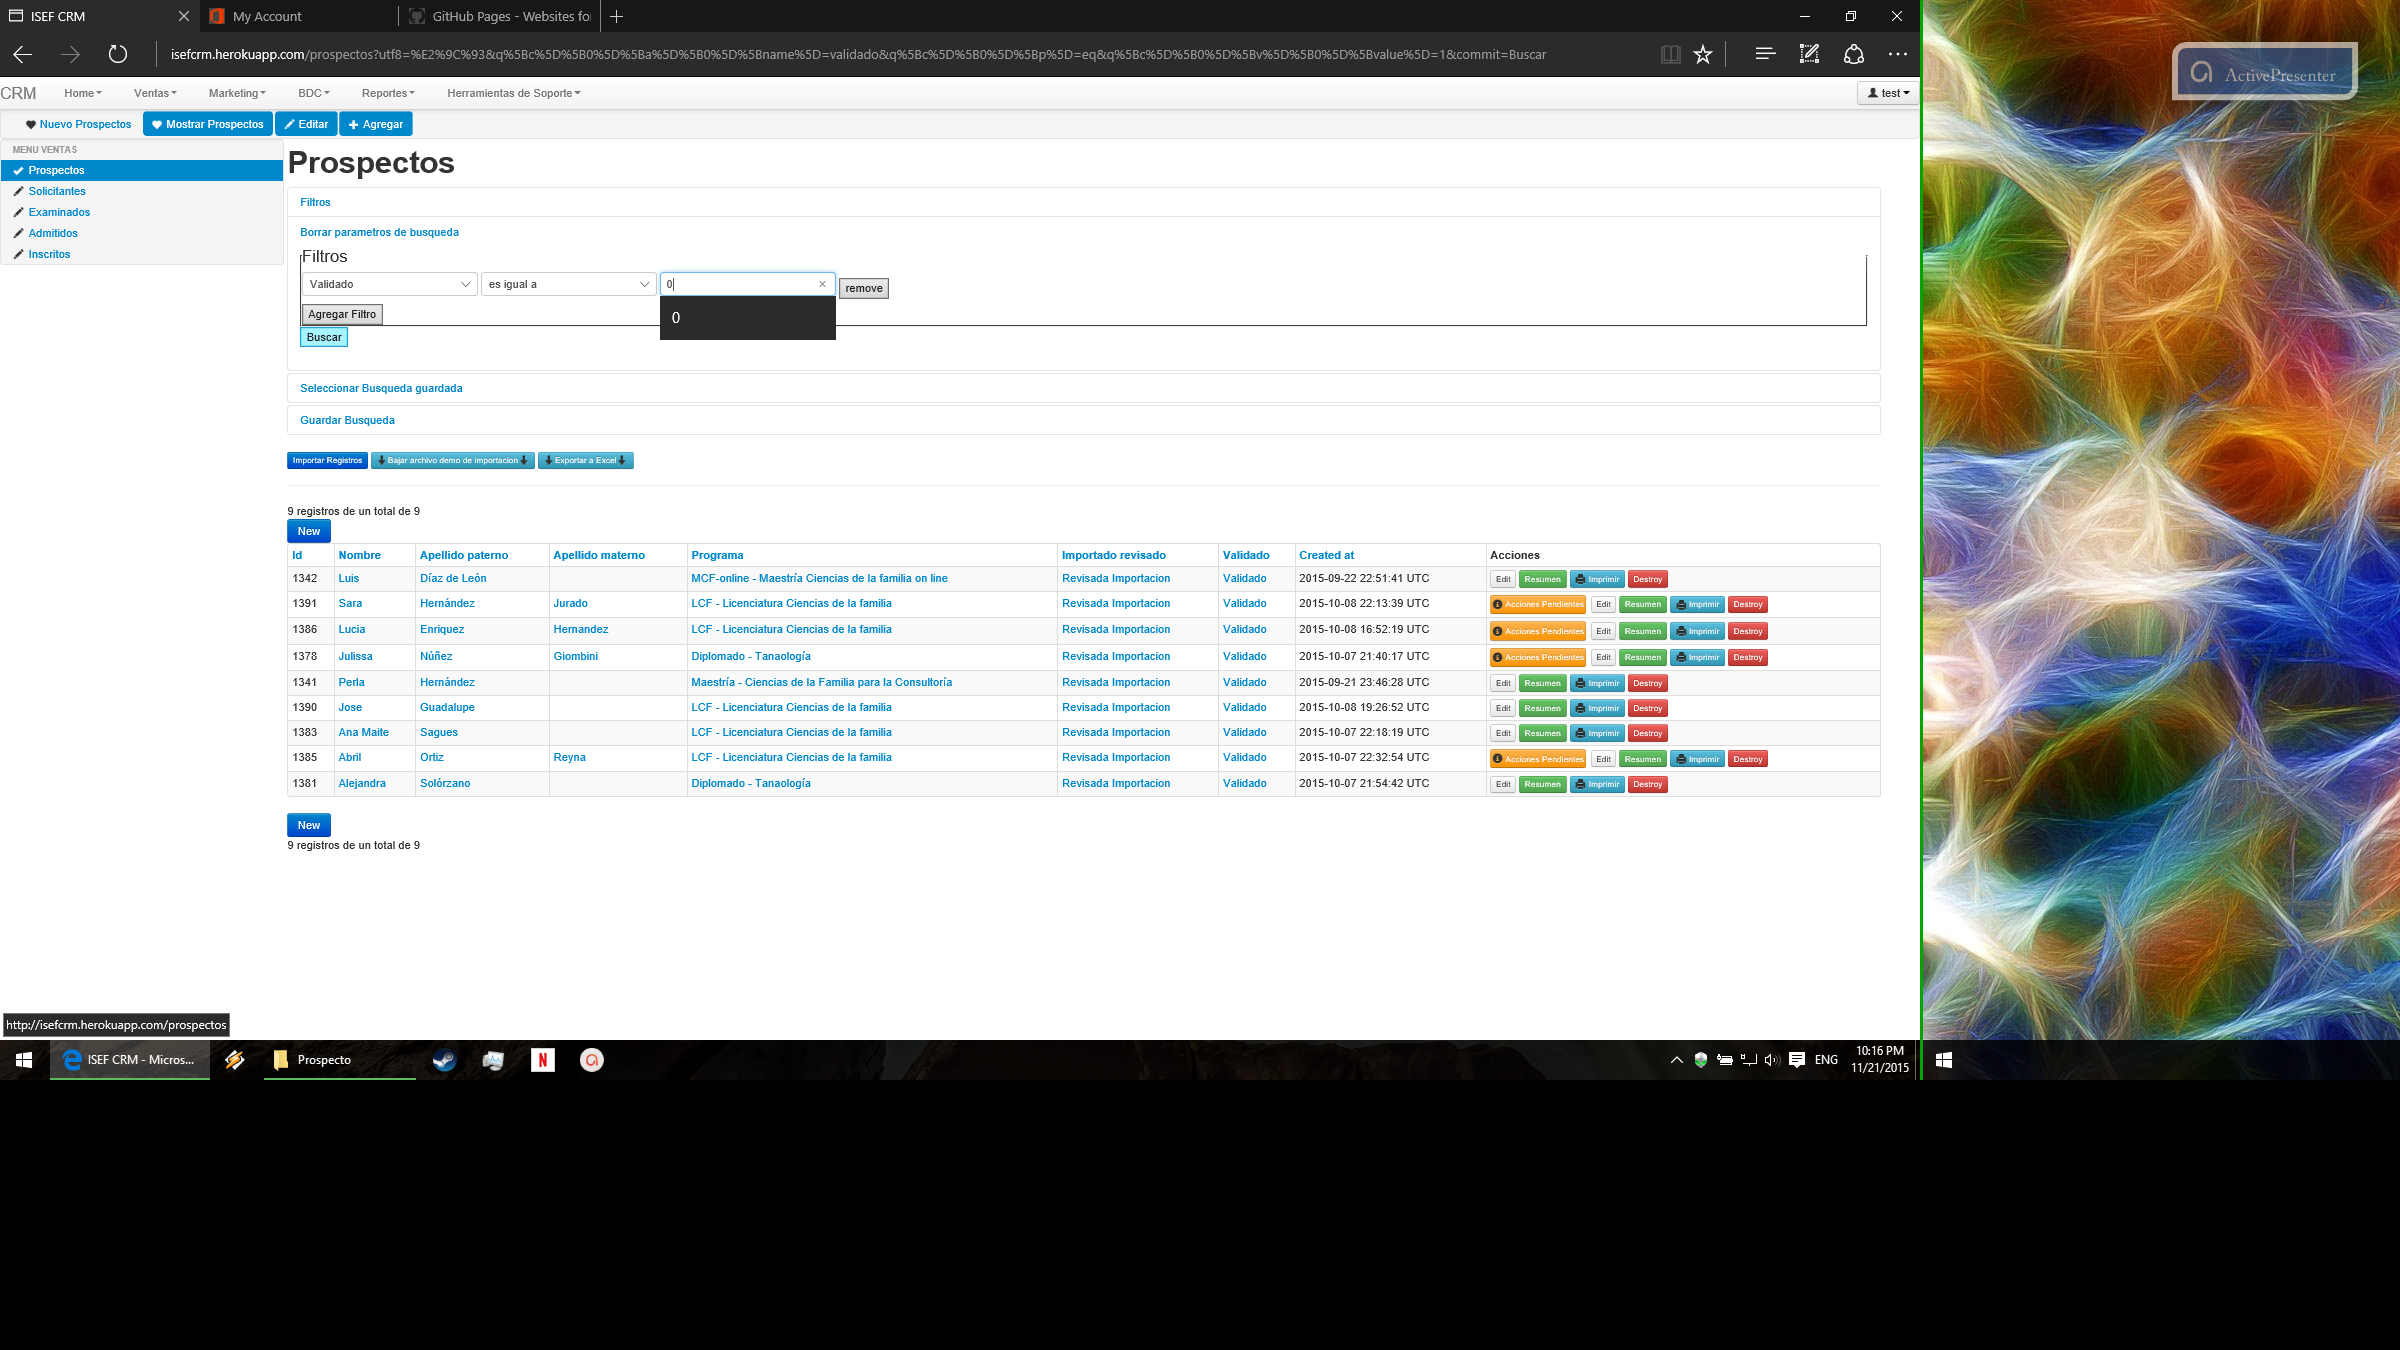 ISEF CRM
My Account
GitHub Pages - Websites fo
isefcrm.herokuapp.com/prospectos?utf8=%E2%9C%93&q%5Bc%5D%5B0%5D%5Ba%5D%5B0%5D%5Bname%5D=validado&q%5Bc%5D%5B0%5D%5Bp%5D=eq&q%5Bc%5D%5B0%5D%5Bv%5D%5B0%5D%5Bvalue%5D=1&commit=Buscar
ActivePresenter
CRM Home Ventas Marketing BDC Reportes Herramientas de Soporte test
Nuevo Prospectos Mostrar Prospectos Editar Agregar
MENU VENTAS
Prospectos
Solicitantes
Examinados
Admitidos
Inscritos
Prospectos
Filtros
Borrar parametros de busqueda
Filtros
Validado es igual a 0 remove
0
Agregar Filtro
Buscar
Seleccionar Busqueda guardada
Guardar Busqueda
Importar Registros Bajar archivo demo de importacion Exportar a Excel
9 registros de un total de 9
New
Id Nombre Apellido paterno Apellido materno Programa Importado revisado Validado Created at Acciones
1342 Luis Díaz de León MCF-online - Maestría Ciencias de la familia on line Revisada Importacion Validado 2015-09-22 22:51:41 UTC Edit Resumen Imprimir Destroy
1391 Sara Hernández Jurado LCF - Licenciatura Ciencias de la familia Revisada Importacion Validado 2015-10-08 22:13:39 UTC Acciones Pendientes Edit Resumen Imprimir Destroy
1386 Lucia Enriquez Hernandez LCF - Licenciatura Ciencias de la familia Revisada Importacion Validado 2015-10-08 16:52:19 UTC Acciones Pendientes Edit Resumen Imprimir Destroy
1378 Julissa Núñez Giombini Diplomado - Tanaología Revisada Importacion Validado 2015-10-07 21:40:17 UTC Acciones Pendientes Edit Resumen Imprimir Destroy
1341 Perla Hernández Maestría - Ciencias de la Familia para la Consultoría Revisada Importacion Validado 2015-09-21 23:46:28 UTC Edit Resumen Imprimir Destroy
1390 Jose Guadalupe LCF - Licenciatura Ciencias de la familia Revisada Importacion Validado 2015-10-08 19:26:52 UTC Edit Resumen Imprimir Destroy
1383 Ana Maite Sagues LCF - Licenciatura Ciencias de la familia Revisada Importacion Validado 2015-10-07 22:18:19 UTC Edit Resumen Imprimir Destroy
1385 Abril Ortiz Reyna LCF - Licenciatura Ciencias de la familia Revisada Importacion Validado 2015-10-07 22:32:54 UTC Acciones Pendientes Edit Resumen Imprimir Destroy
1381 Alejandra Solórzano Diplomado - Tanaología Revisada Importacion Validado 2015-10-07 21:54:42 UTC Edit Resumen Imprimir Destroy
New
9 registros de un total de 9
http://isefcrm.herokuapp.com/prospectos
ISEF CRM - Micros... Prospecto N ENG 10:16 PM
11/21/2015